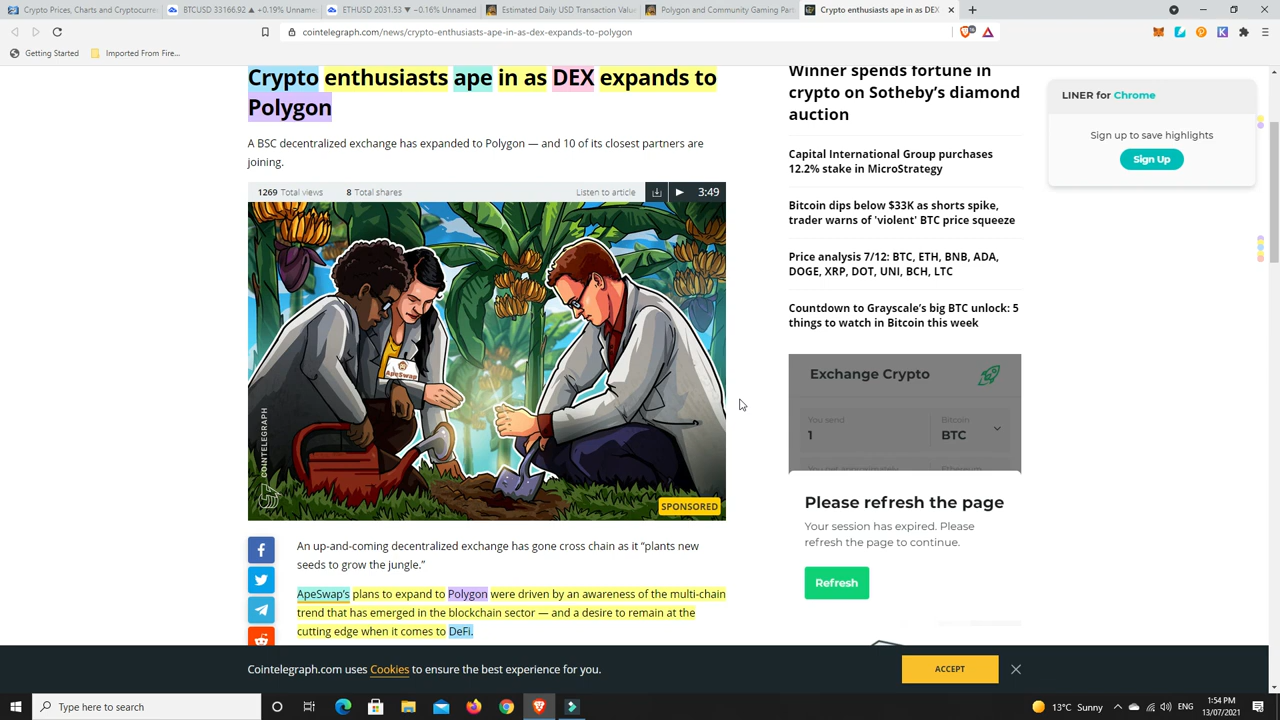 Crypto Prices, Charts and Cryptocurr
BTCUSD 33166.92 ▲ +0.19% Unnamed
ETHUSD 2031.53 ▼ −0.16% Unnamed
Estimated Daily USD Transaction Valu
Polygon and Community Gaming Part
Crypto enthusiasts ape in as DEX
cointelegraph.com/news/crypto-enthusiasts-ape-in-as-dex-expands-to-polygon
Getting Started
Imported From Fire...
Crypto enthusiasts ape in as DEX expands to
Polygon
A BSC decentralized exchange has expanded to Polygon — and 10 of its closest partners are
joining.
1269 Total views
8 Total shares
Listen to article
3:49
ApeSwap
COINTELEGRAPH
SPONSORED
An up-and-coming decentralized exchange has gone cross chain as it “plants new
seeds to grow the jungle.”
ApeSwap’s plans to expand to Polygon were driven by an awareness of the multi-chain
trend that has emerged in the blockchain sector — and a desire to remain at the
cutting edge when it comes to DeFi.
Winner spends fortune in
crypto on Sotheby’s diamond
auction
Capital International Group purchases
12.2% stake in MicroStrategy
Bitcoin dips below $33K as shorts spike,
trader warns of 'violent' BTC price squeeze
Price analysis 7/12: BTC, ETH, BNB, ADA,
DOGE, XRP, DOT, UNI, BCH, LTC
Countdown to Grayscale’s big BTC unlock: 5
things to watch in Bitcoin this week
Exchange Crypto
You send
1
Bitcoin
BTC
You get approximately
Ethereum
Please refresh the page
Your session has expired. Please
refresh the page to continue.
Refresh
LINER for Chrome
Sign up to save highlights
Sign Up
Cointelegraph.com uses Cookies to ensure the best experience for you.
ACCEPT
Type here to search
13°C Sunny
ENG
1:54 PM
13/07/2021